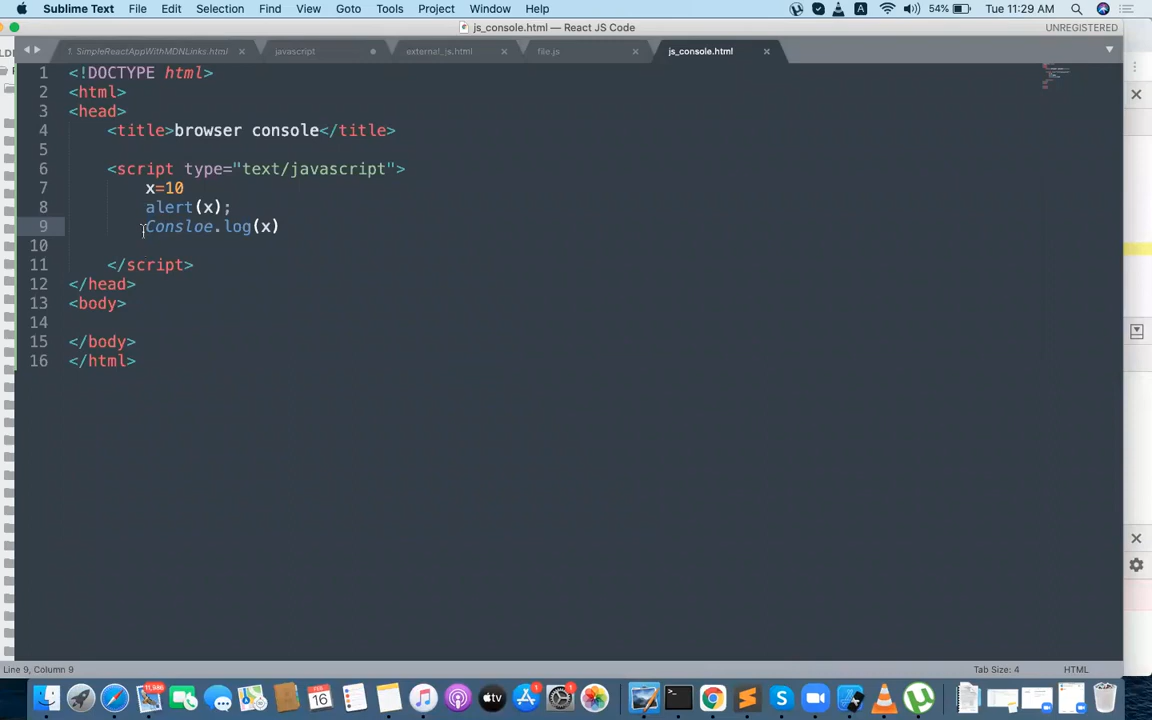 Sublime Text File Edit Selection Find View Goto Tools Project Window Help 54% Tue 11:29 AM
js_console.html — React JS Code UNREGISTERED
SimpleReactAppWithMDNLinks.html javascript external_js.html file.js js_console.html
1 <!DOCTYPE html>
2 <html>
3 <head>
4 <title>browser console</title>
5
6 <script type="text/javascript">
7 x=10
8 alert(x);
9 Consloe.log(x)
10
11 </script>
12 </head>
13 <body>
14
15 </body>
16 </html>
Line 9, Column 9 Tab Size: 4 HTML
tv